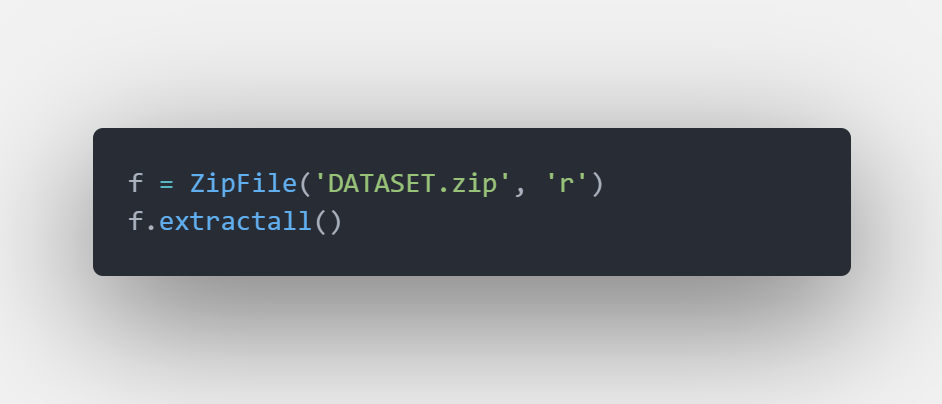 f = ZipFile('DATASET.zip', 'r')
f.extractall()